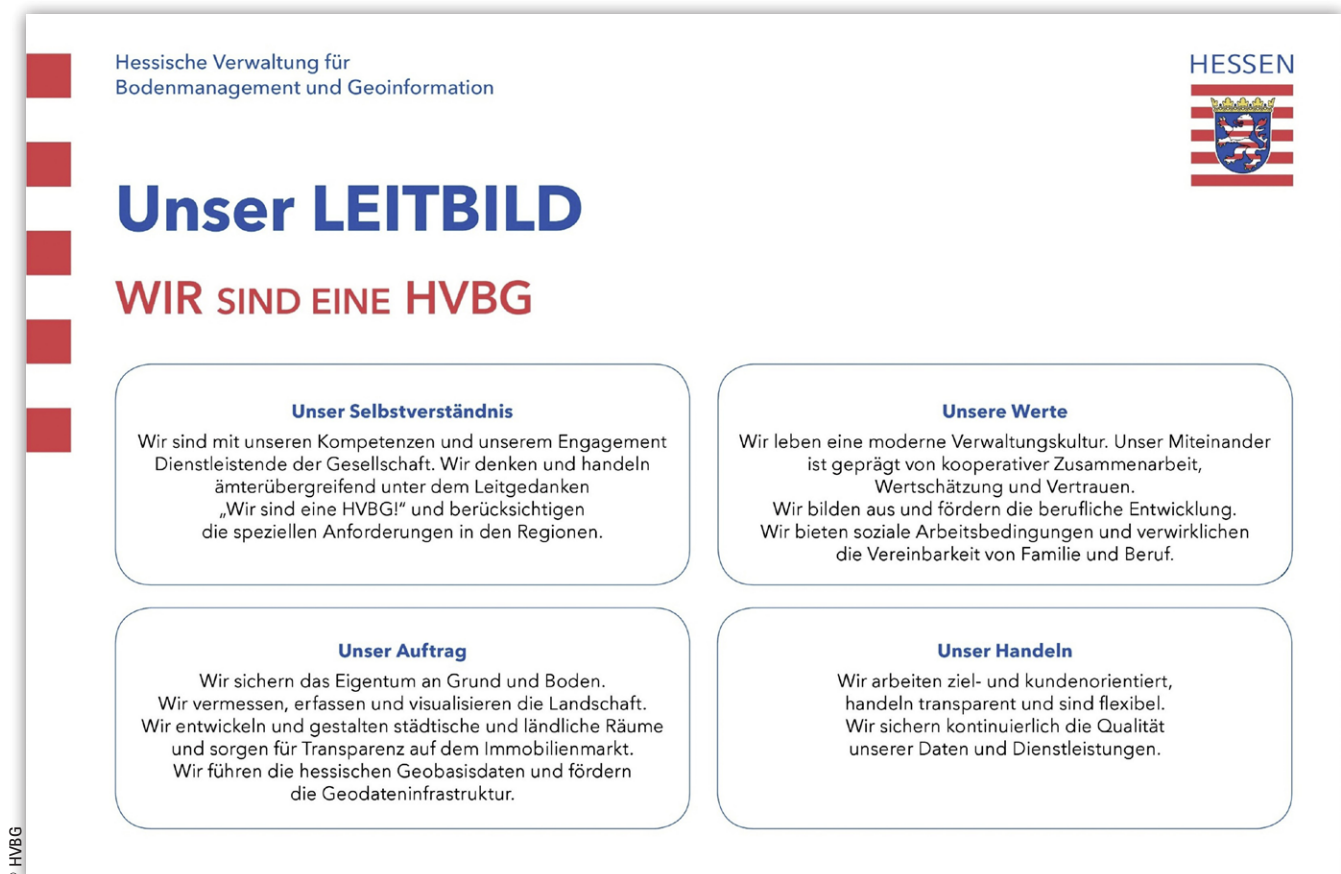 Hessische Verwaltung für
Bodenmanagement und Geoinformation
HESSEN
Unser LEITBILD
WIR SIND EINE HVBG
Unser Selbstverständnis
Wir sind mit unseren Kompetenzen und unserem Engagement
Dienstleistende der Gesellschaft. Wir denken und handeln
ämterübergreifend unter dem Leitgedanken
„Wir sind eine HVBG!“ und berücksichtigen
die speziellen Anforderungen in den Regionen.
Unsere Werte
Wir leben eine moderne Verwaltungskultur. Unser Miteinander
ist geprägt von kooperativer Zusammenarbeit,
Wertschätzung und Vertrauen.
Wir bilden aus und fördern die berufliche Entwicklung.
Wir bieten soziale Arbeitsbedingungen und verwirklichen
die Vereinbarkeit von Familie und Beruf.
Unser Auftrag
Wir sichern das Eigentum an Grund und Boden.
Wir vermessen, erfassen und visualisieren die Landschaft.
Wir entwickeln und gestalten städtische und ländliche Räume
und sorgen für Transparenz auf dem Immobilienmarkt.
Wir führen die hessischen Geobasisdaten und fördern
die Geodateninfrastruktur.
Unser Handeln
Wir arbeiten ziel- und kundenorientiert,
handeln transparent und sind flexibel.
Wir sichern kontinuierlich die Qualität
unserer Daten und Dienstleistungen.
HVBG